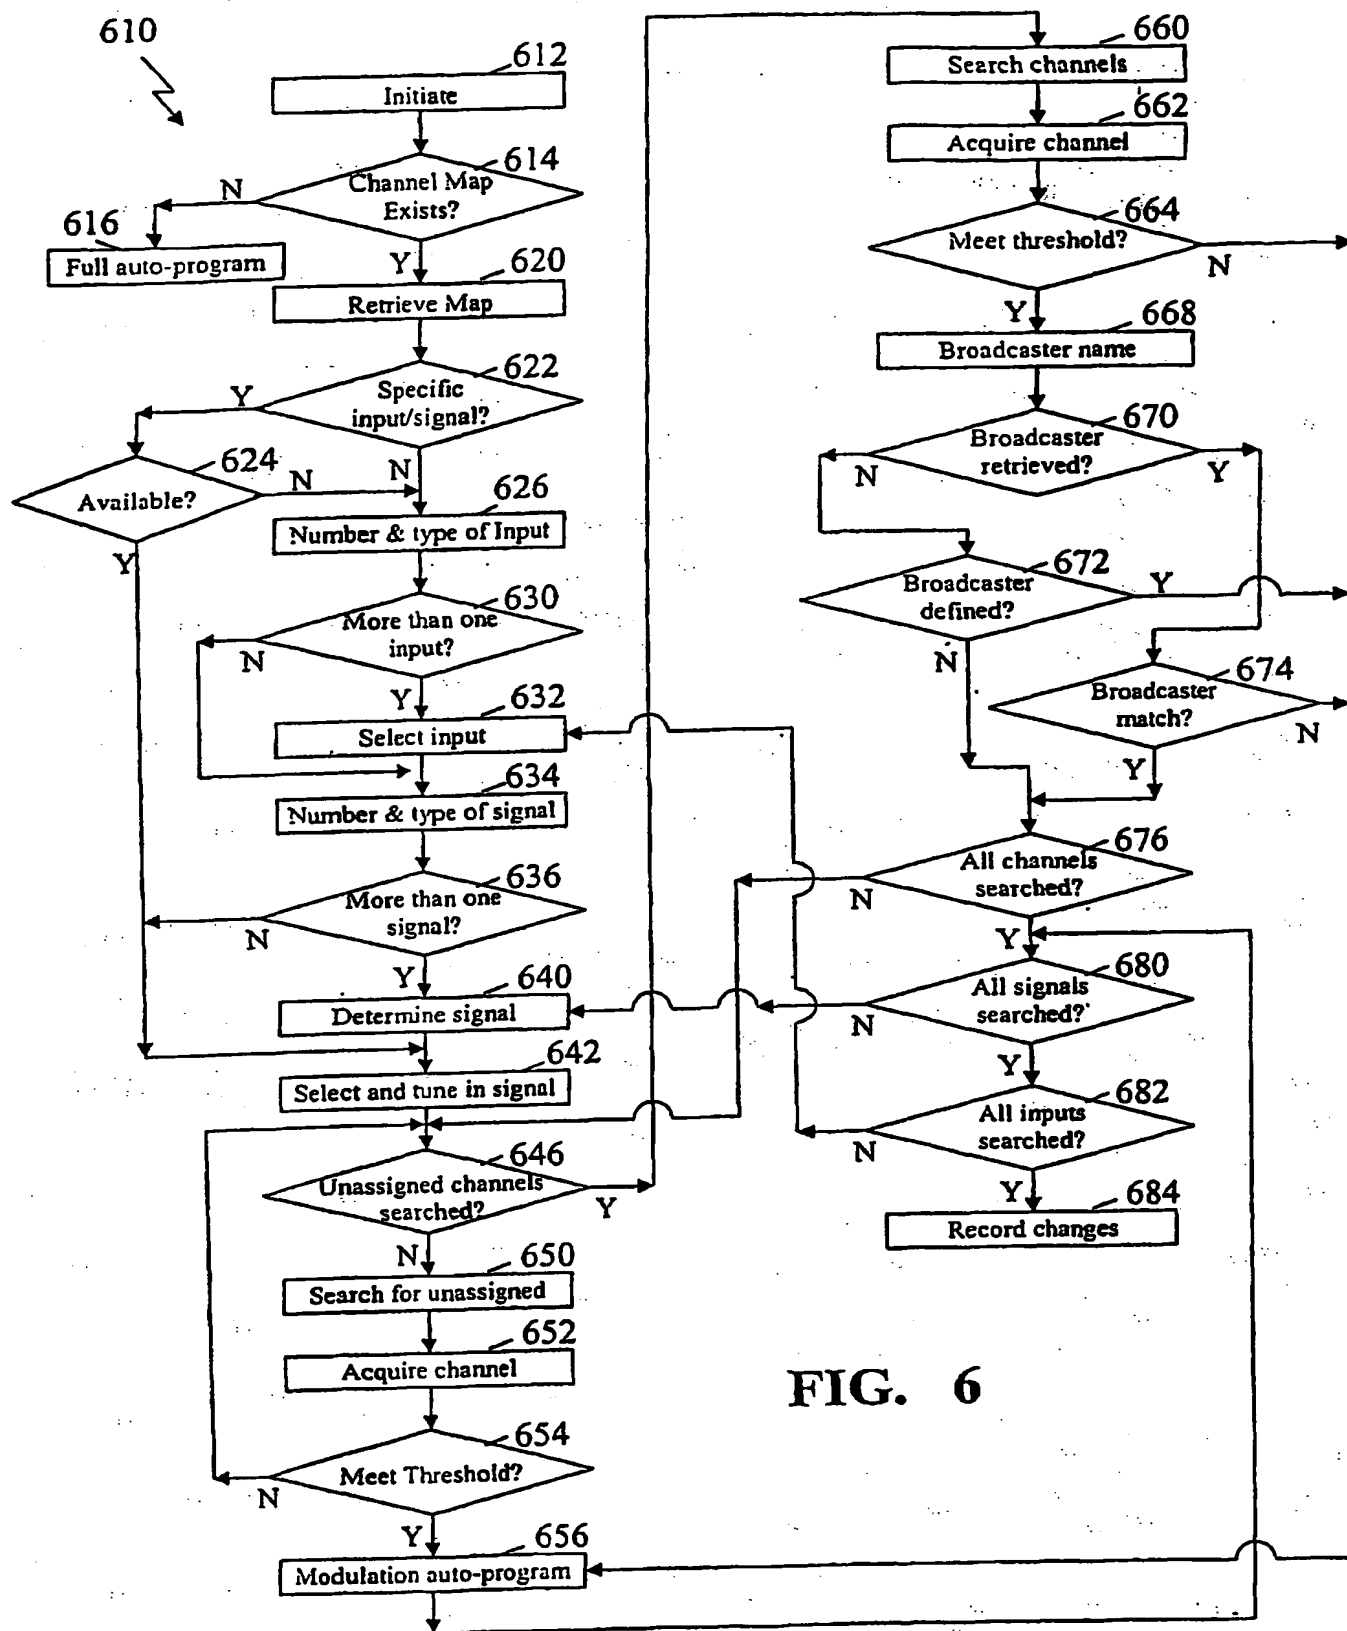 610
612
Initiate
614
Channel Map
Exists?
N
616
Full auto-program
Y
620
Retrieve Map
622
Specific
input/signal?
Y
N
624
Available?
N
Y
626
Number & type of Input
630
More than one
input?
N
Y
632
Select input
634
Number & type of signal
636
More than one
signal?
N
Y
640
Determine signal
642
Select and tune in signal
646
Unassigned channels
searched?
Y
N
650
Search for unassigned
652
Acquire channel
654
Meet Threshold?
N
Y
656
Modulation auto-program
660
Search channels
662
Acquire channel
664
Meet threshold?
N
Y
668
Broadcaster name
670
Broadcaster
retrieved?
N
Y
672
Broadcaster
defined?
Y
N
674
Broadcaster
match?
N
Y
676
All channels
searched?
N
Y
680
All signals
searched?
N
Y
682
All inputs
searched?
N
Y
684
Record changes
FIG. 6